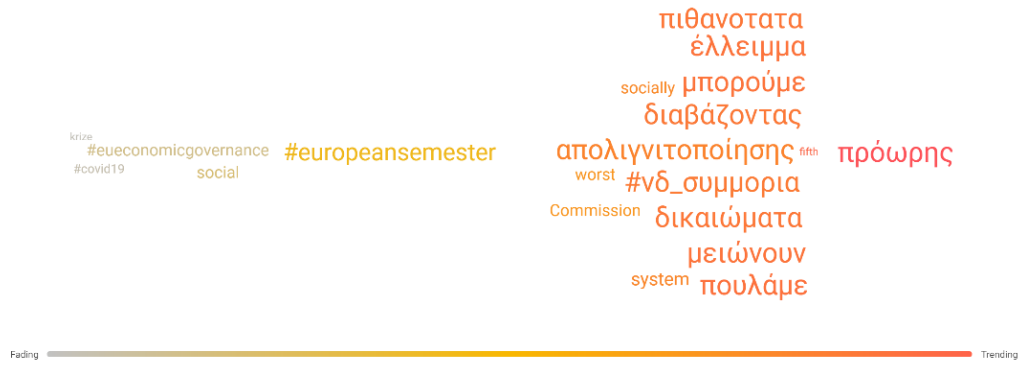 πιθανοτατα
έλλειμμα
socially μπορούμε
διαβάζοντας
krize
#eueconomicgovernance #europeansemester απολιγνιτοποίησης fifth πρόωρης
#covid19 social worst #νδ_συμμορια
Commission δικαιώματα
μειώνουν
system πουλάμε
Fading Trending